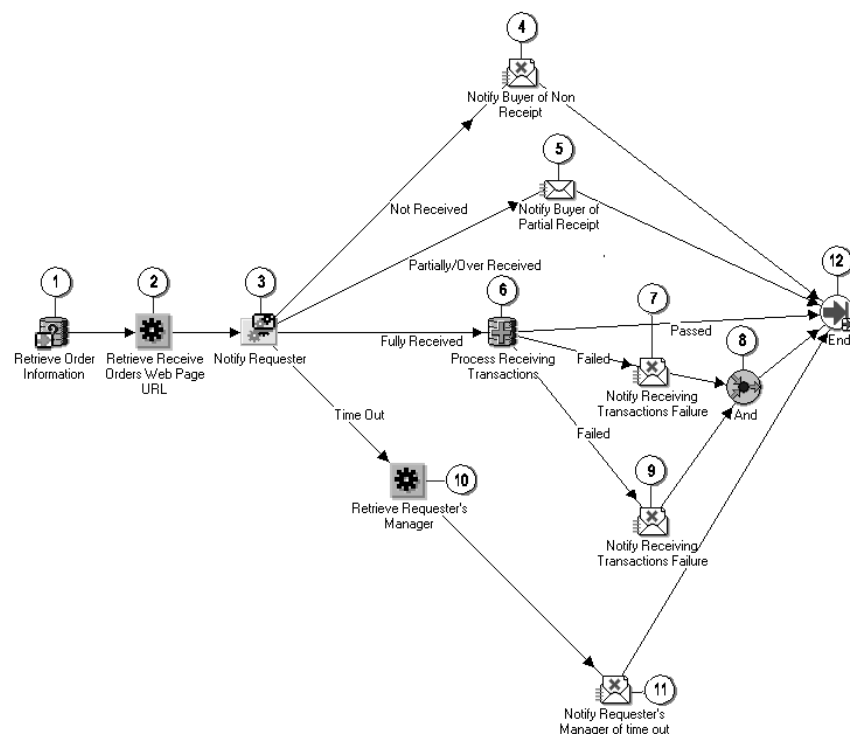 4
Notify Buyer of Non
Receipt
5
Notify Buyer of
Partial Receipt
Not Received
Partially/Over Received
1
Retrieve Order
Information
2
Retrieve Receive
Orders Web Page
URL
3
Notify Requester
Fully Received
6
Process Receiving
Transactions
Passed
12
End
Failed
7
Notify Receiving
Transactions Failure
8
And
Failed
9
Notify Receiving
Transactions Failure
Time Out
10
Retrieve Requester's
Manager
11
Notify Requester's
Manager of time out